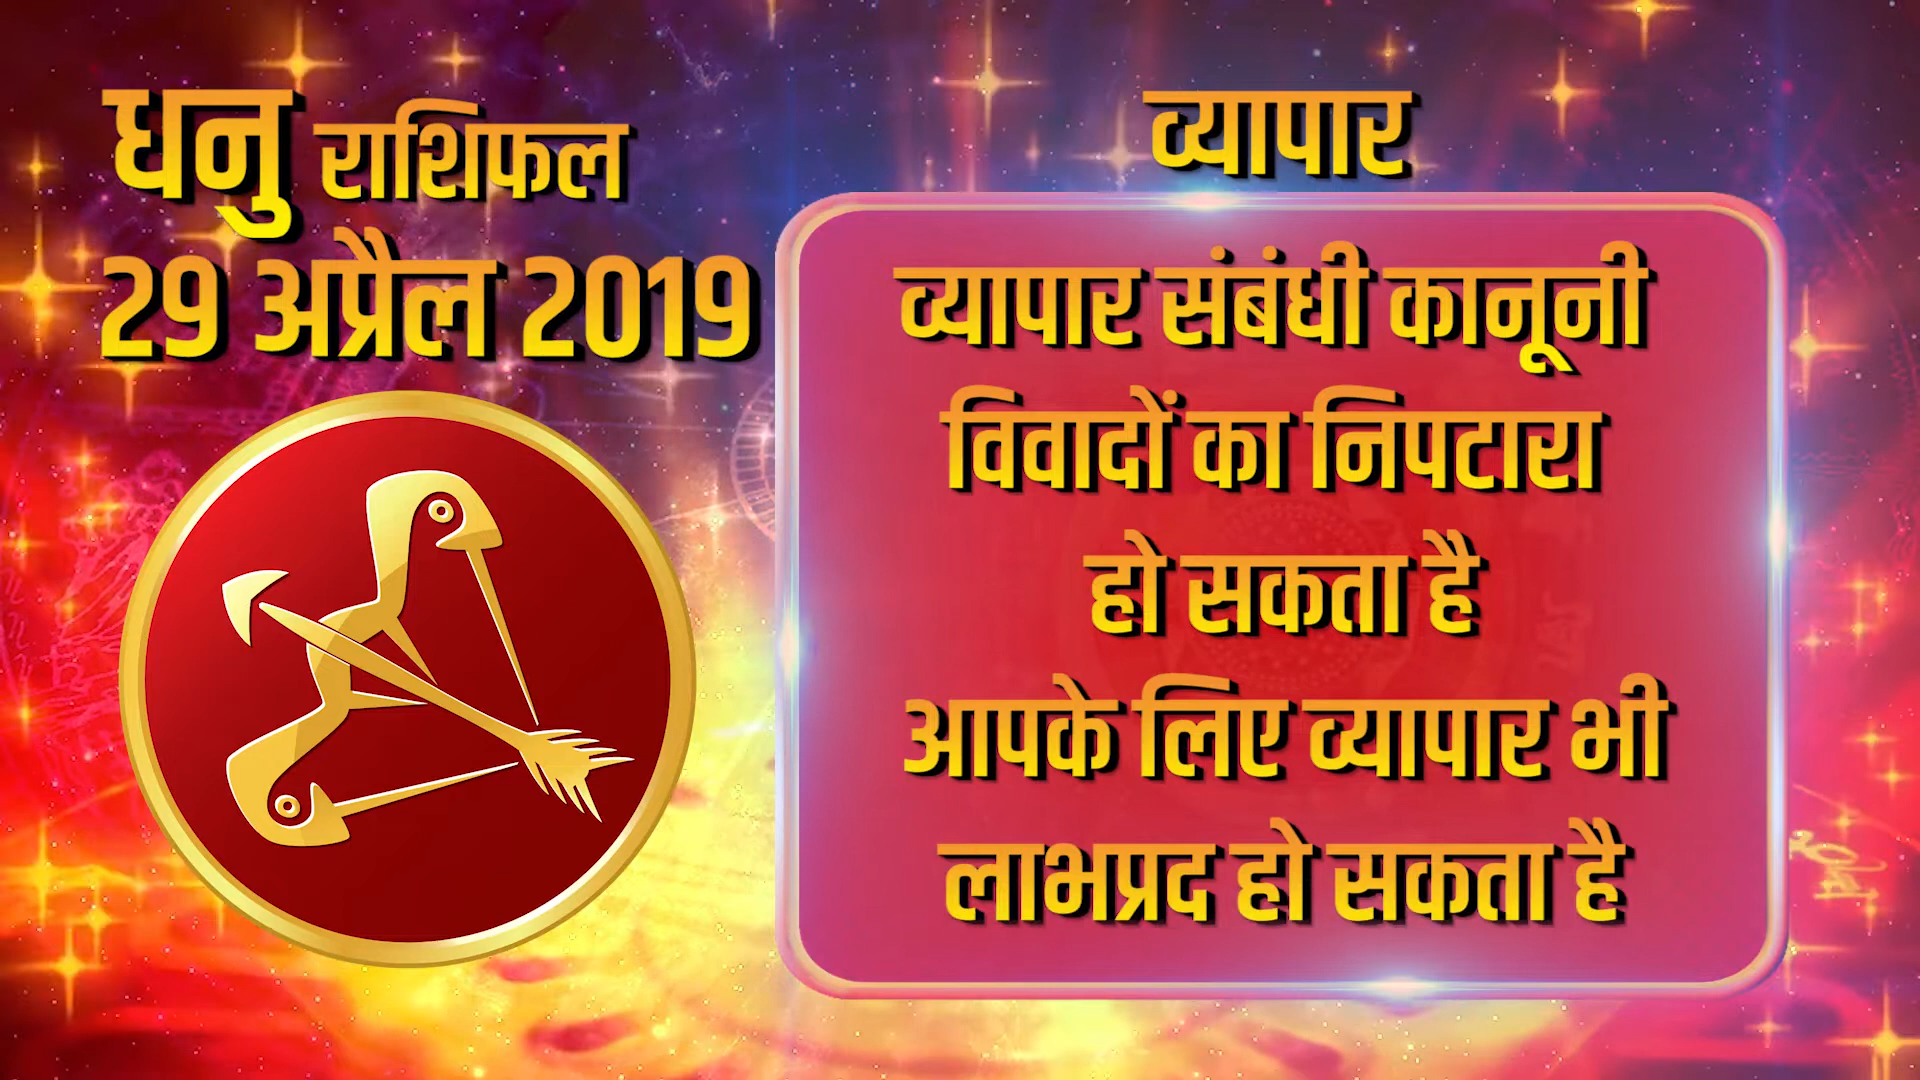 धनु राशिफल
29 अप्रैल 2019
व्यापार
व्यापार संबंधी कानूनी
विवादों का निपटारा
हो सकता है
आपके लिए व्यापार भी
लाभप्रद हो सकता है